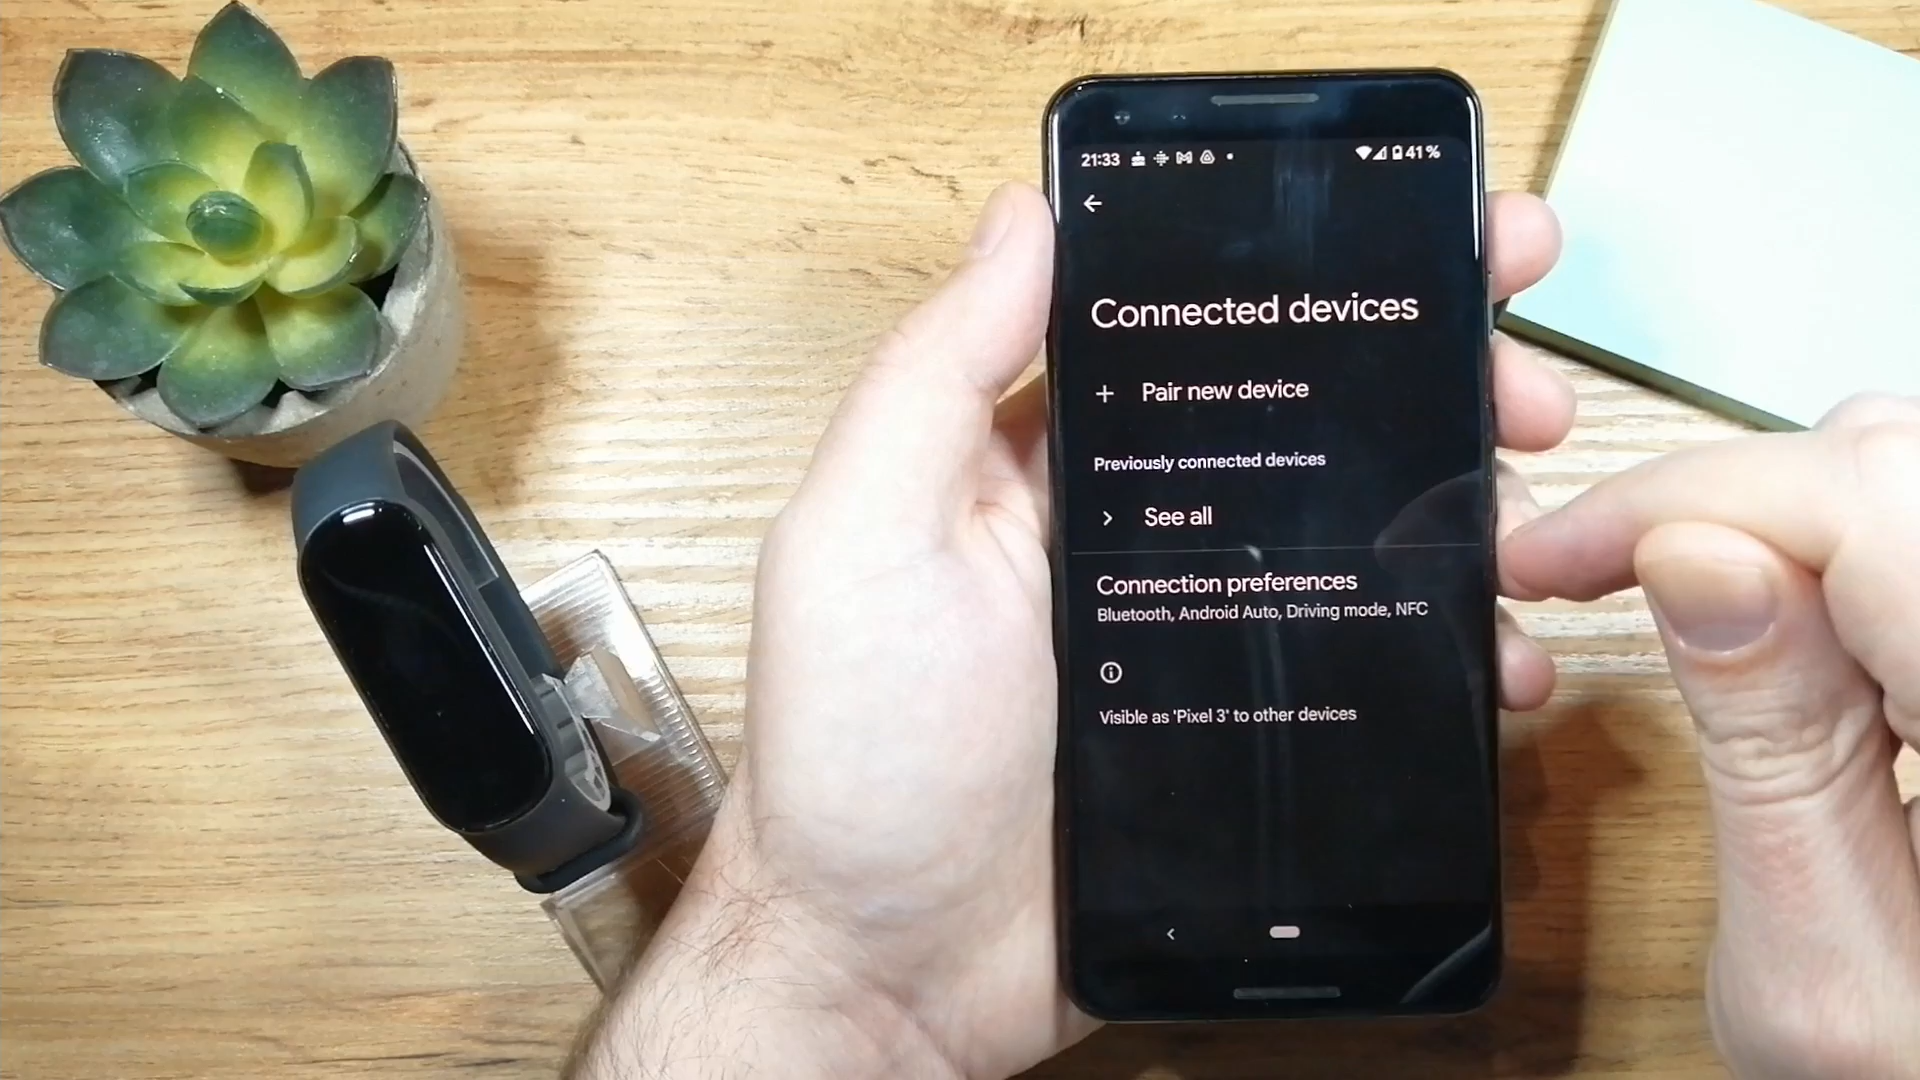 21:33 41%
Connected devices
+ Pair new device
Previously connected devices
See all
Connection preferences
Bluetooth, Android Auto, Driving mode, NFC
Visible as 'Pixel 3' to other devices